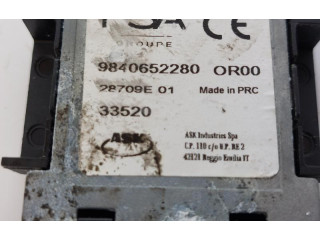 PSA CE
GROUPE
9840652280 OR00
28709E 01 Made in PRC
33520
ASK
ASK Industries Spa
C.P. 110 c/o U.P. RE 2
42121 Reggio Emilia IT